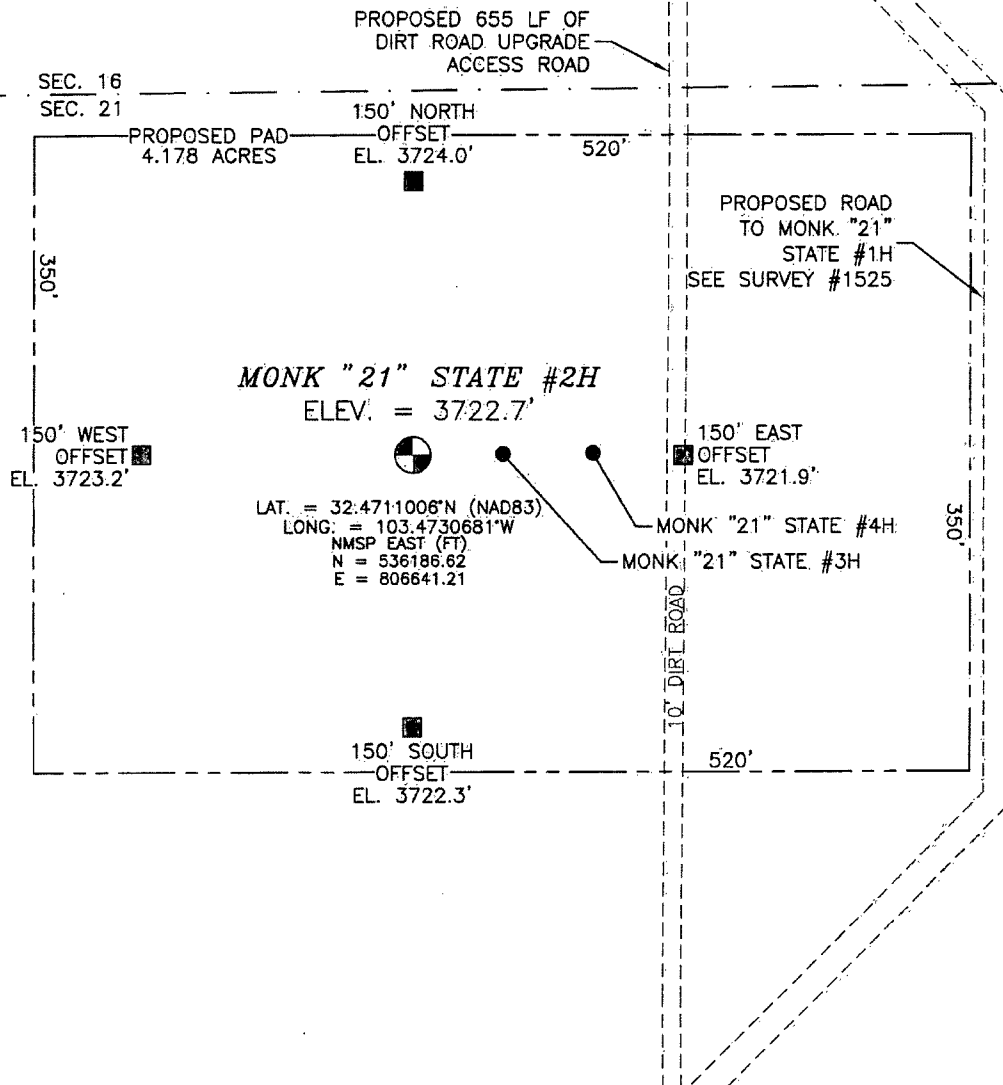 PROPOSED 655 LF OF
DIRT ROAD UPGRADE
ACCESS ROAD
SEC. 16
SEC. 21
PROPOSED PAD
4.178 ACRES
150' NORTH
OFFSET
EL. 3724.0'
520'
PROPOSED ROAD
TO MONK "21"
STATE #1H
SEE SURVEY #1525
350'
MONK "21" STATE #2H
ELEV. = 3722.7'
150' WEST
OFFSET
EL. 3723.2'
150' EAST
OFFSET
EL. 3721.9'
LAT. = 32.4711006°N (NAD83)
LONG. = 103.4730681°W
NMSP EAST (FT)
N = 536186.62
E = 806641.21
MONK "21" STATE #4H
MONK "21" STATE #3H
350'
10' DIRT ROAD
150' SOUTH
OFFSET
EL. 3722.3'
520'